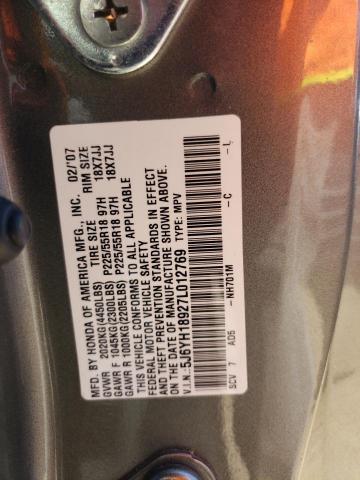 MFD. BY HONDA OF AMERICA MFG., INC. 02/'07
GVWR 2020KG(4450LBS) TIRE SIZE RIM SIZE
GAWR F 1045KG(2300LBS) P225/55R18 97H 18X7JJ
GAWR R 1000KG(2205LBS) P225/55R18 97H 18X7JJ
THIS VEHICLE CONFORMS TO ALL APPLICABLE
FEDERAL MOTOR VEHICLE SAFETY
AND THEFT PREVENTION STANDARDS IN EFFECT
ON THE DATE OF MANUFACTURE SHOWN ABOVE.
V.I.N.:5J6YH18927L012769 TYPE: MPV
SCV 7 AD5 -NH701M -C -L